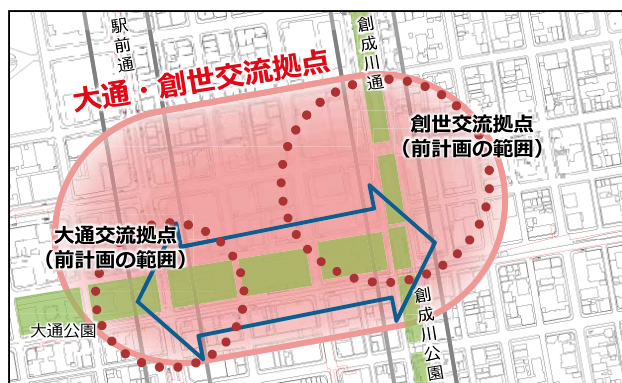 駅前通
創成川通
大通・創世交流拠点
創世交流拠点
（前計画の範囲）
大通交流拠点
（前計画の範囲）
大通公園
創成川公園